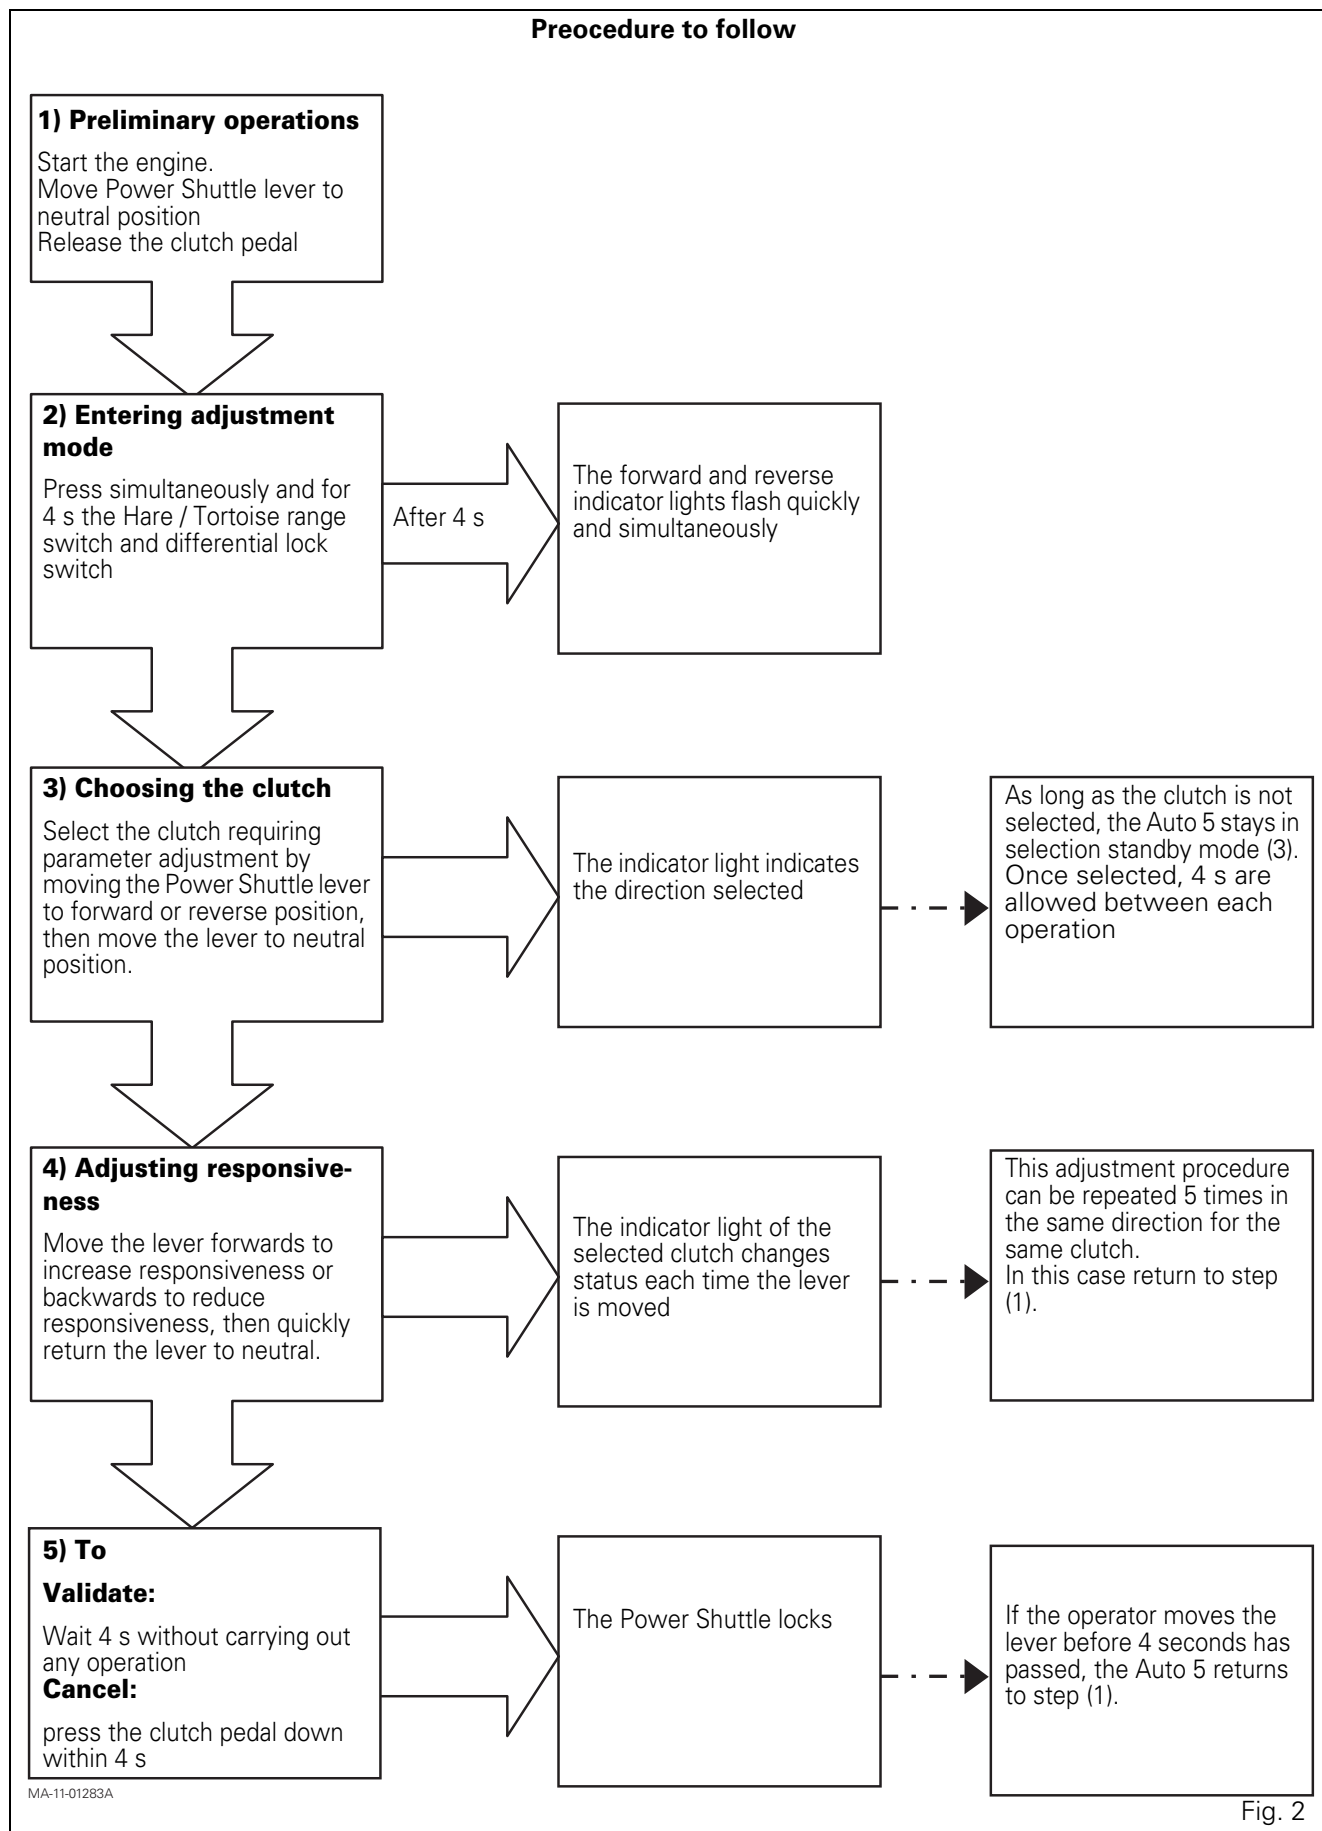 Preocedure to follow
1) Preliminary operations
Start the engine.
Move Power Shuttle lever to
neutral position
Release the clutch pedal
2) Entering adjustment
mode
Press simultaneously and for
4 s the Hare / Tortoise range
switch and differential lock
switch
After 4 s
The forward and reverse
indicator lights flash quickly
and simultaneously
3) Choosing the clutch
Select the clutch requiring
parameter adjustment by
moving the Power Shuttle lever
to forward or reverse position,
then move the lever to neutral
position.
The indicator light indicates
the direction selected
As long as the clutch is not
selected, the Auto 5 stays in
selection standby mode (3).
Once selected, 4 s are
allowed between each
operation
4) Adjusting responsive-
ness
Move the lever forwards to
increase responsiveness or
backwards to reduce
responsiveness, then quickly
return the lever to neutral.
The indicator light of the
selected clutch changes
status each time the lever
is moved
This adjustment procedure
can be repeated 5 times in
the same direction for the
same clutch.
In this case return to step
(1).
5) To
Validate:
Wait 4 s without carrying out
any operation
Cancel:
press the clutch pedal down
within 4 s
The Power Shuttle locks
If the operator moves the
lever before 4 seconds has
passed, the Auto 5 returns
to step (1).
MA-11-01283A
Fig. 2